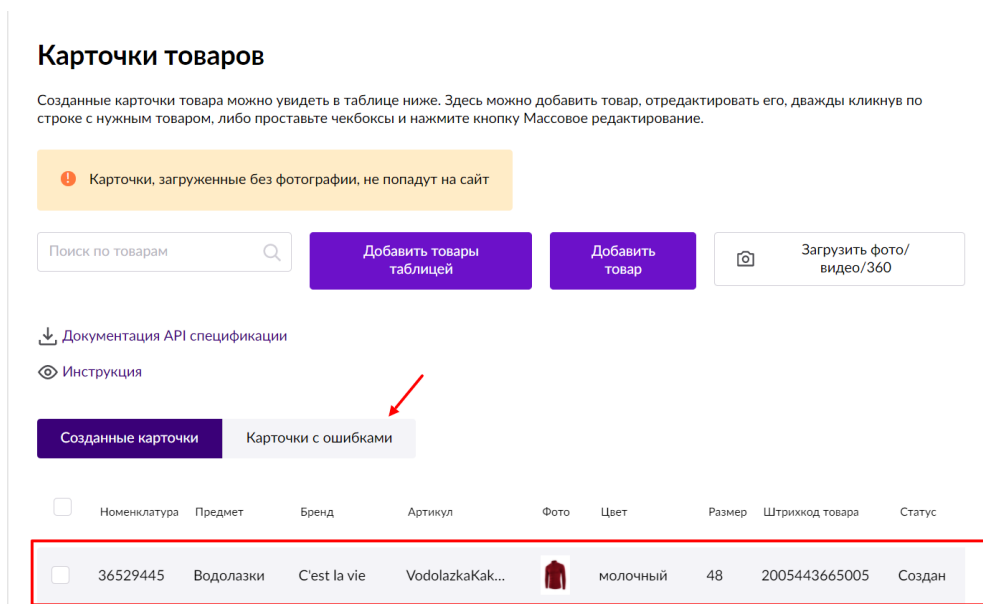 Карточки товаров
Созданные карточки товара можно увидеть в таблице ниже. Здесь можно добавить товар, отредактировать его, дважды кликнув по
строке с нужным товаром, либо проставьте чекбоксы и нажмите кнопку Массовое редактирование.
Карточки, загруженные без фотографии, не попадут на сайт
Поиск по товарам
Добавить товары
таблицей
Добавить
товар
Загрузить фото/
видео/360
Документация API спецификации
Инструкция
Созданные карточки Карточки с ошибками
Номенклатура Предмет Бренд Артикул Фото Цвет Размер Штрихкод товара Статус
36529445 Водолазки C'est la vie VodolazkaKak... молочный 48 2005443665005 Создан